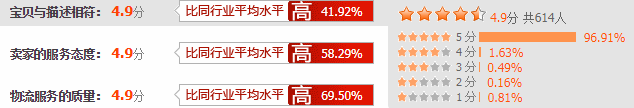 宝贝与描述相符: 4.9分 比同行业平均水平 高 41.92%
卖家的服务态度: 4.9分 比同行业平均水平 高 58.29%
物流服务的质量: 4.9分 比同行业平均水平 高 69.50%
4.9分 共614人
5分 96.91%
4分 1.63%
3分 0.49%
2分 0.16%
1分 0.81%